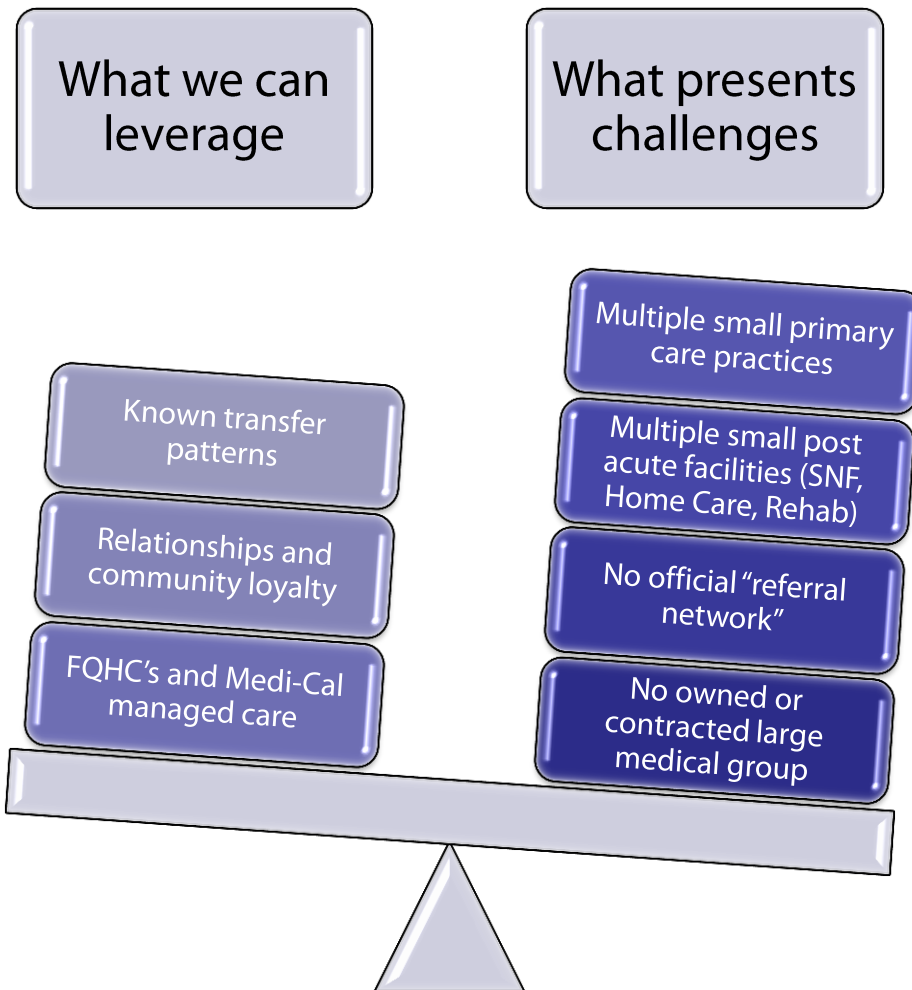 What we can
leverage
What presents
challenges
Known transfer
patterns
Relationships and
community loyalty
FQHC's and Medi-Cal
managed care
Multiple small primary
care practices
Multiple small post
acute facilities (SNF,
Home Care, Rehab)
No official “referral
network”
No owned or
contracted large
medical group